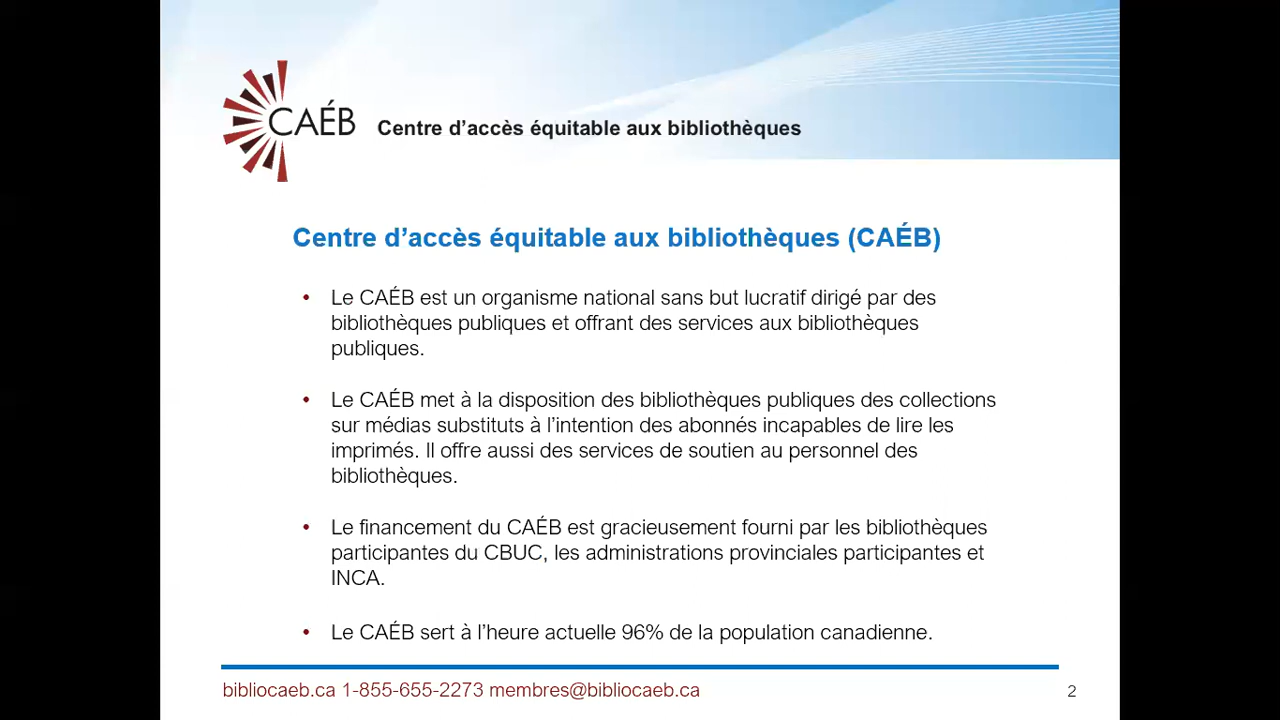 CAÉB Centre d’accès équitable aux bibliothèques
Centre d’accès équitable aux bibliothèques (CAÉB)
• Le CAÉB est un organisme national sans but lucratif dirigé par des
bibliothèques publiques et offrant des services aux bibliothèques
publiques.
• Le CAÉB met à la disposition des bibliothèques publiques des collections
sur médias substituts à l’intention des abonnés incapables de lire les
imprimés. Il offre aussi des services de soutien au personnel des
bibliothèques.
• Le financement du CAÉB est gracieusement fourni par les bibliothèques
participantes du CBUC, les administrations provinciales participantes et
INCA.
• Le CAÉB sert à l’heure actuelle 96% de la population canadienne.
bibliocaeb.ca 1-855-655-2273 membres@bibliocaeb.ca 2